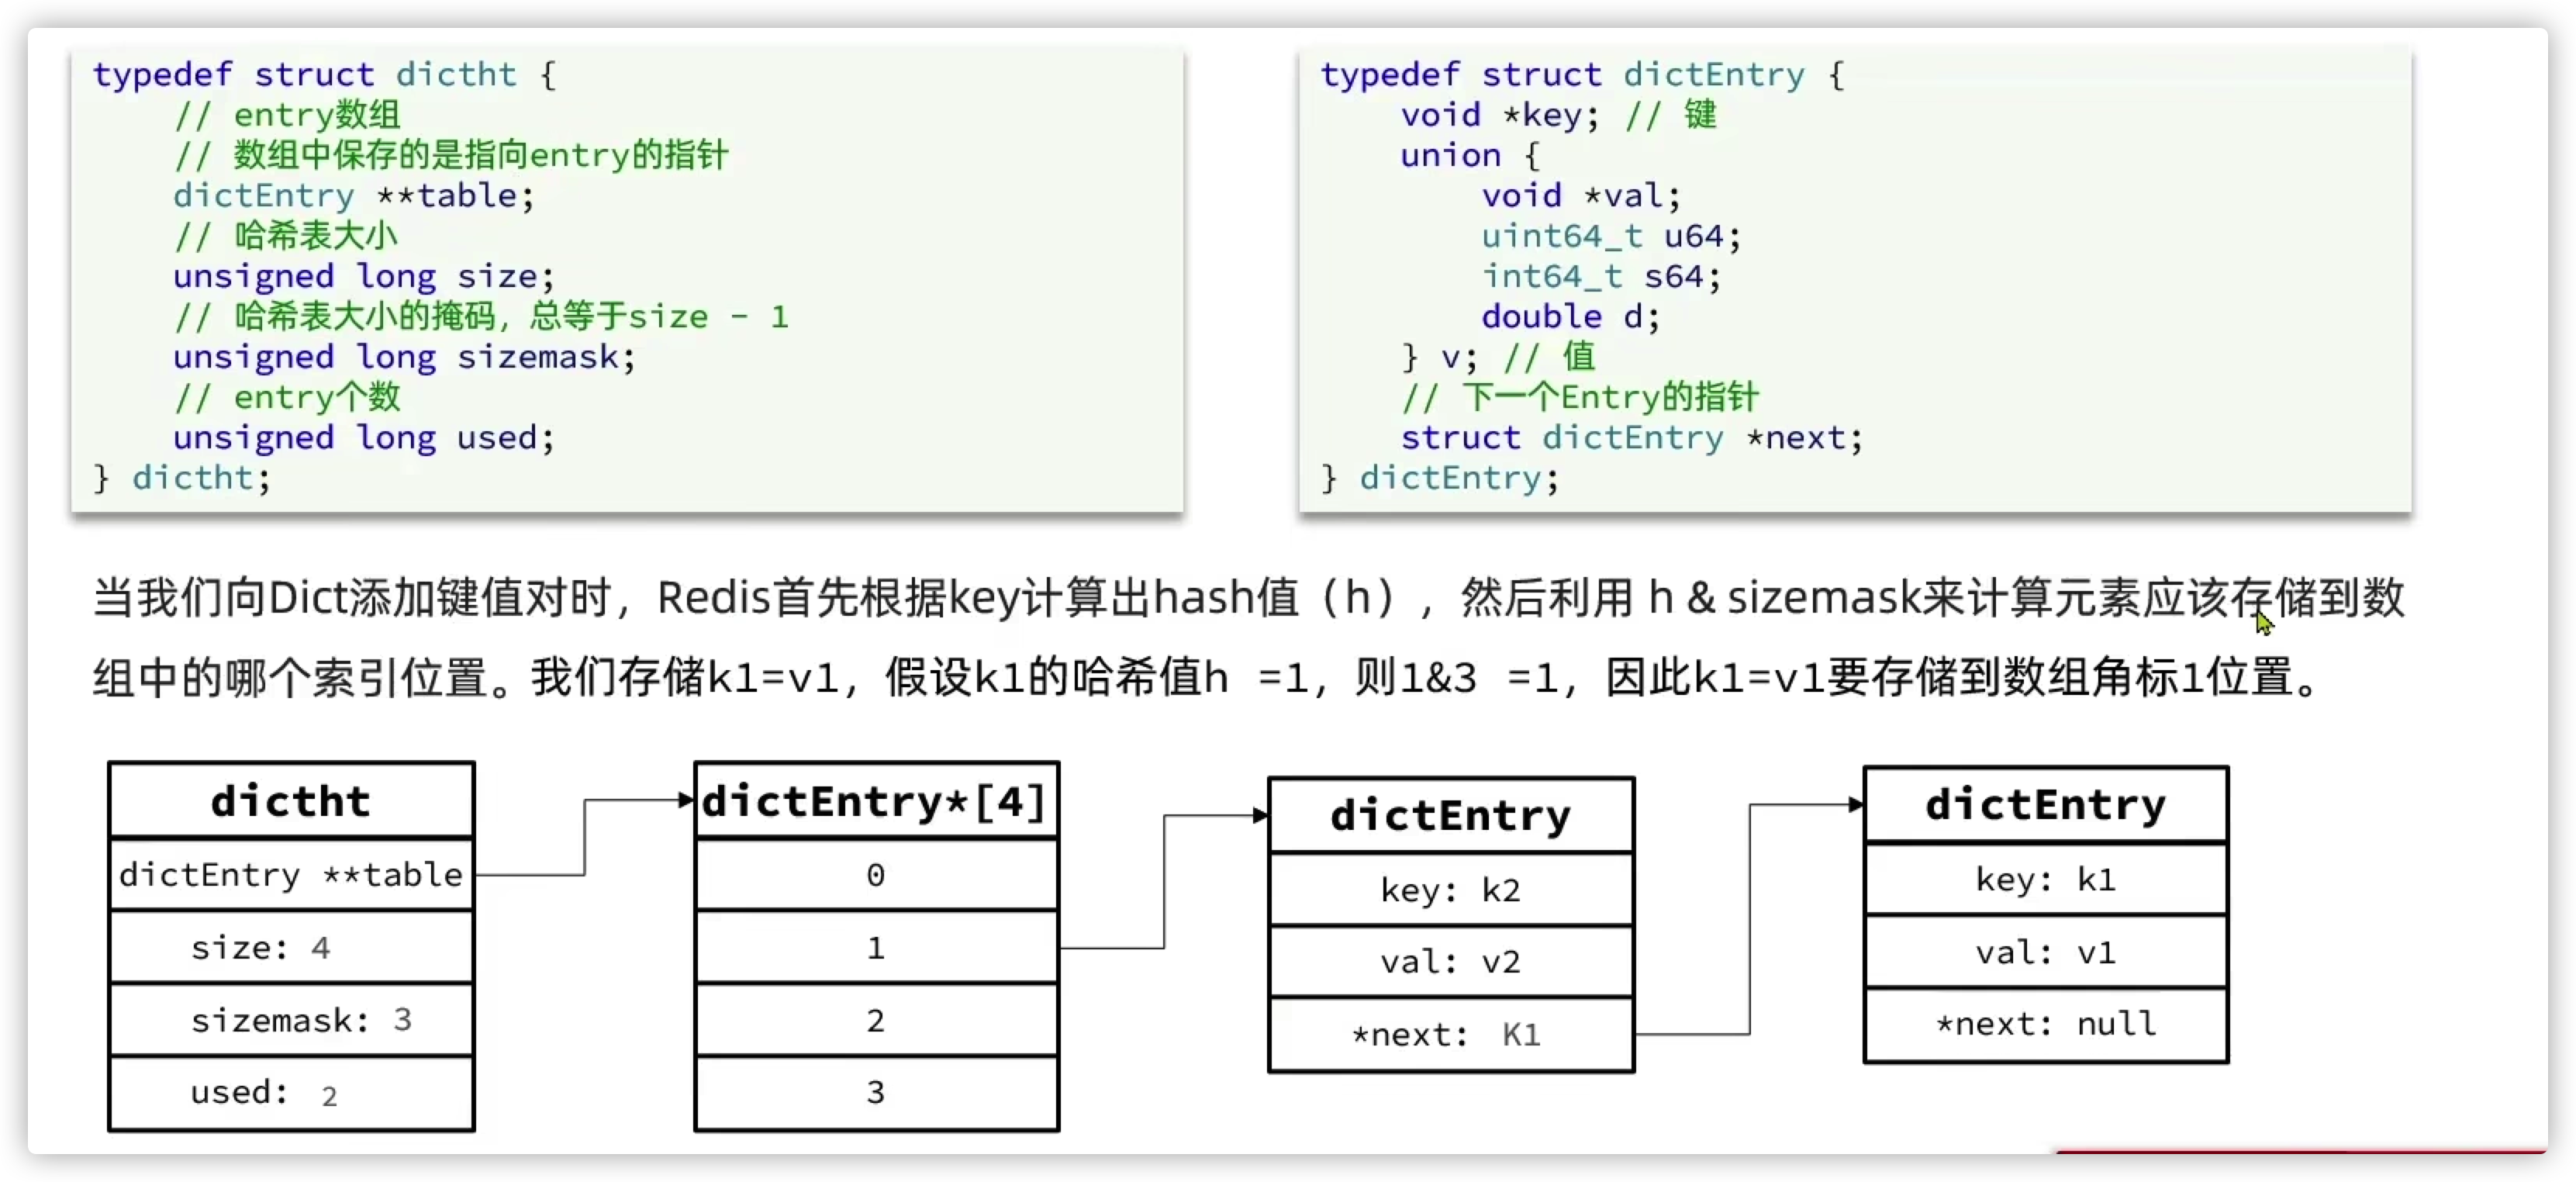 typedef struct dictht {
// entry数组
// 数组中保存的是指向entry的指针
dictEntry **table;
// 哈希表大小
unsigned long size;
// 哈希表大小的掩码，总等于size - 1
unsigned long sizemask;
// entry个数
unsigned long used;
} dictht;
typedef struct dictEntry {
void *key; // 键
union {
void *val;
uint64_t u64;
int64_t s64;
double d;
} v; // 值
// 下一个Entry的指针
struct dictEntry *next;
} dictEntry;
当我们向Dict添加键值对时，Redis首先根据key计算出hash值（h），然后利用 h & sizemask来计算元素应该存储到数
组中的哪个索引位置。我们存储k1=v1，假设k1的哈希值h =1，则1&3 =1，因此k1=v1要存储到数组角标1位置。
dictht
dictEntry **table
size: 4
sizemask: 3
used: 2
dictEntry*[4]
0
1
2
3
dictEntry
key: k2
val: v2
*next: K1
dictEntry
key: k1
val: v1
*next: null